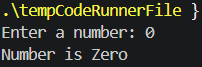 .\tempCodeRunnerFile }
Enter a number: 0
Number is Zero